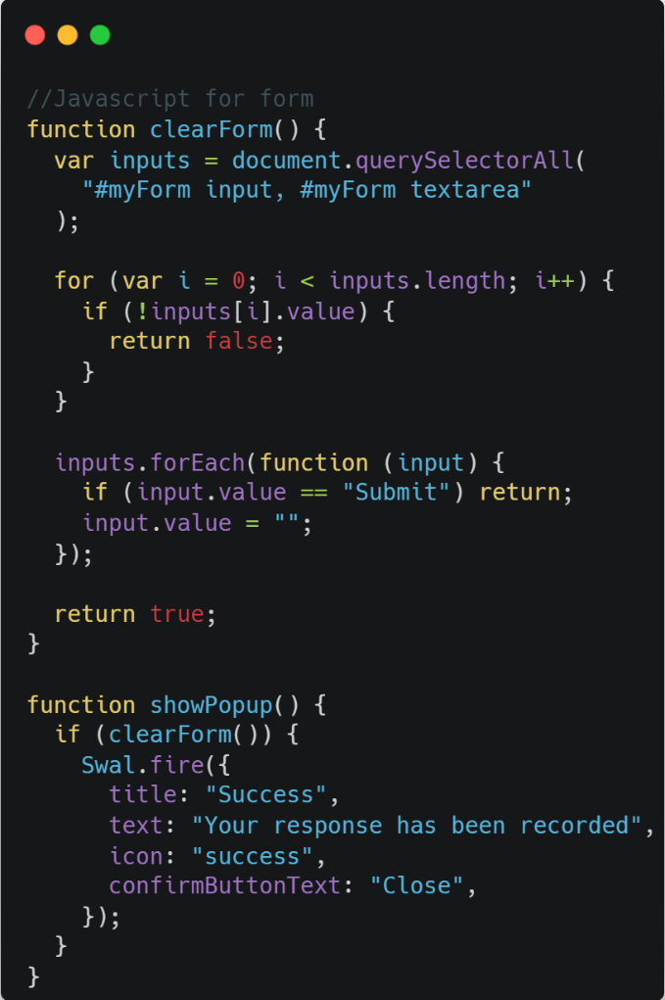 //Javascript for form
function clearForm() {
  var inputs = document.querySelectorAll(
    "#myForm input, #myForm textarea"
  );

  for (var i = 0; i < inputs.length; i++) {
    if (!inputs[i].value) {
      return false;
    }
  }

  inputs.forEach(function (input) {
    if (input.value == "Submit") return;
    input.value = "";
  });

  return true;
}

function showPopup() {
  if (clearForm()) {
    Swal.fire({
      title: "Success",
      text: "Your response has been recorded",
      icon: "success",
      confirmButtonText: "Close",
    });
  }
}